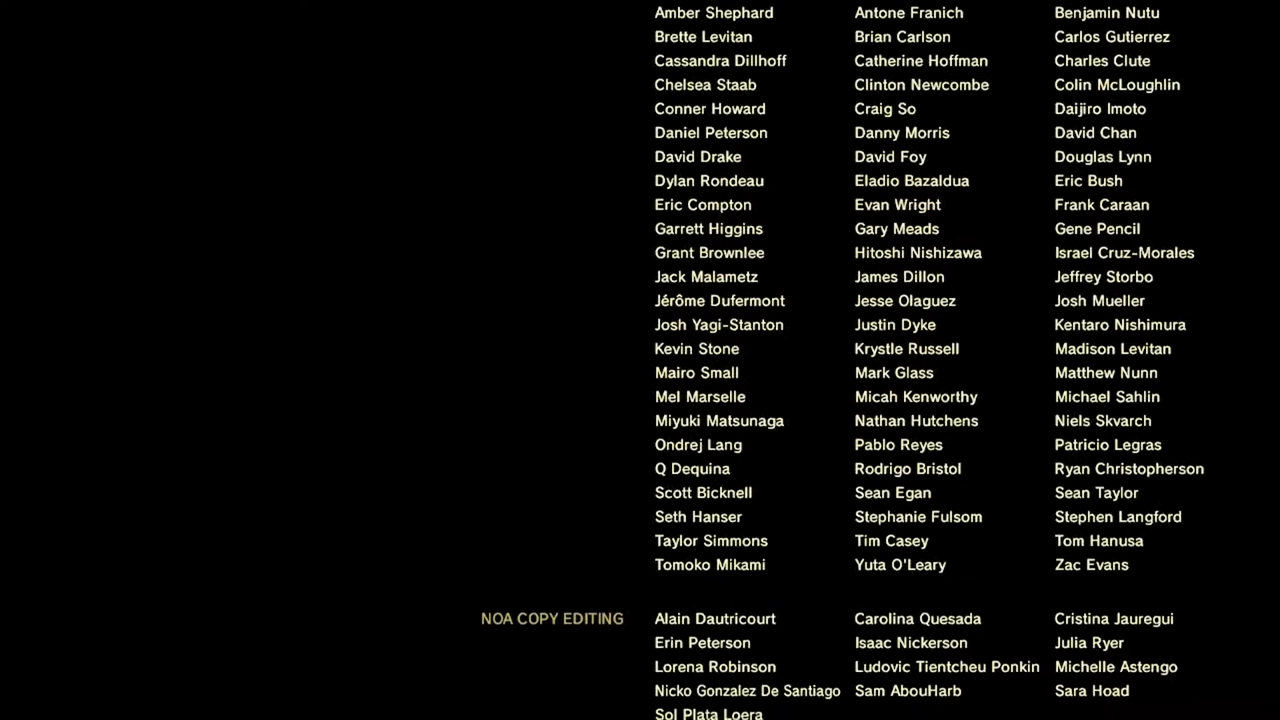 Amber Shephard Antone Franich Benjamin Nutu
Brette Levitan Brian Carlson Carlos Gutierrez
Cassandra Dillhoff Catherine Hoffman Charles Clute
Chelsea Staab Clinton Newcombe Colin McLoughlin
Conner Howard Craig So Daijiro Imoto
Daniel Peterson Danny Morris David Chan
David Drake David Foy Douglas Lynn
Dylan Rondeau Eladio Bazaldua Eric Bush
Eric Compton Evan Wright Frank Caraan
Garrett Higgins Gary Meads Gene Pencil
Grant Brownlee Hitoshi Nishizawa Israel Cruz-Morales
Jack Malametz James Dillon Jeffrey Storbo
Jérôme Dufermont Jesse Olaguez Josh Mueller
Josh Yagi-Stanton Justin Dyke Kentaro Nishimura
Kevin Stone Krystle Russell Madison Levitan
Mairo Small Mark Glass Matthew Nunn
Mel Marselle Micah Kenworthy Michael Sahlin
Miyuki Matsunaga Nathan Hutchens Niels Skvarch
Ondrej Lang Pablo Reyes Patricio Legras
Q Dequina Rodrigo Bristol Ryan Christopherson
Scott Bicknell Sean Egan Sean Taylor
Seth Hanser Stephanie Fulsom Stephen Langford
Taylor Simmons Tim Casey Tom Hanusa
Tomoko Mikami Yuta O'Leary Zac Evans
NOA COPY EDITING Alain Dautricourt Carolina Quesada Cristina Jauregui
Erin Peterson Isaac Nickerson Julia Ryer
Lorena Robinson Ludovic Tientcheu Ponkin Michelle Astengo
Nicko Gonzalez De Santiago Sam AbouHarb Sara Hoad
Sol Plata Loera